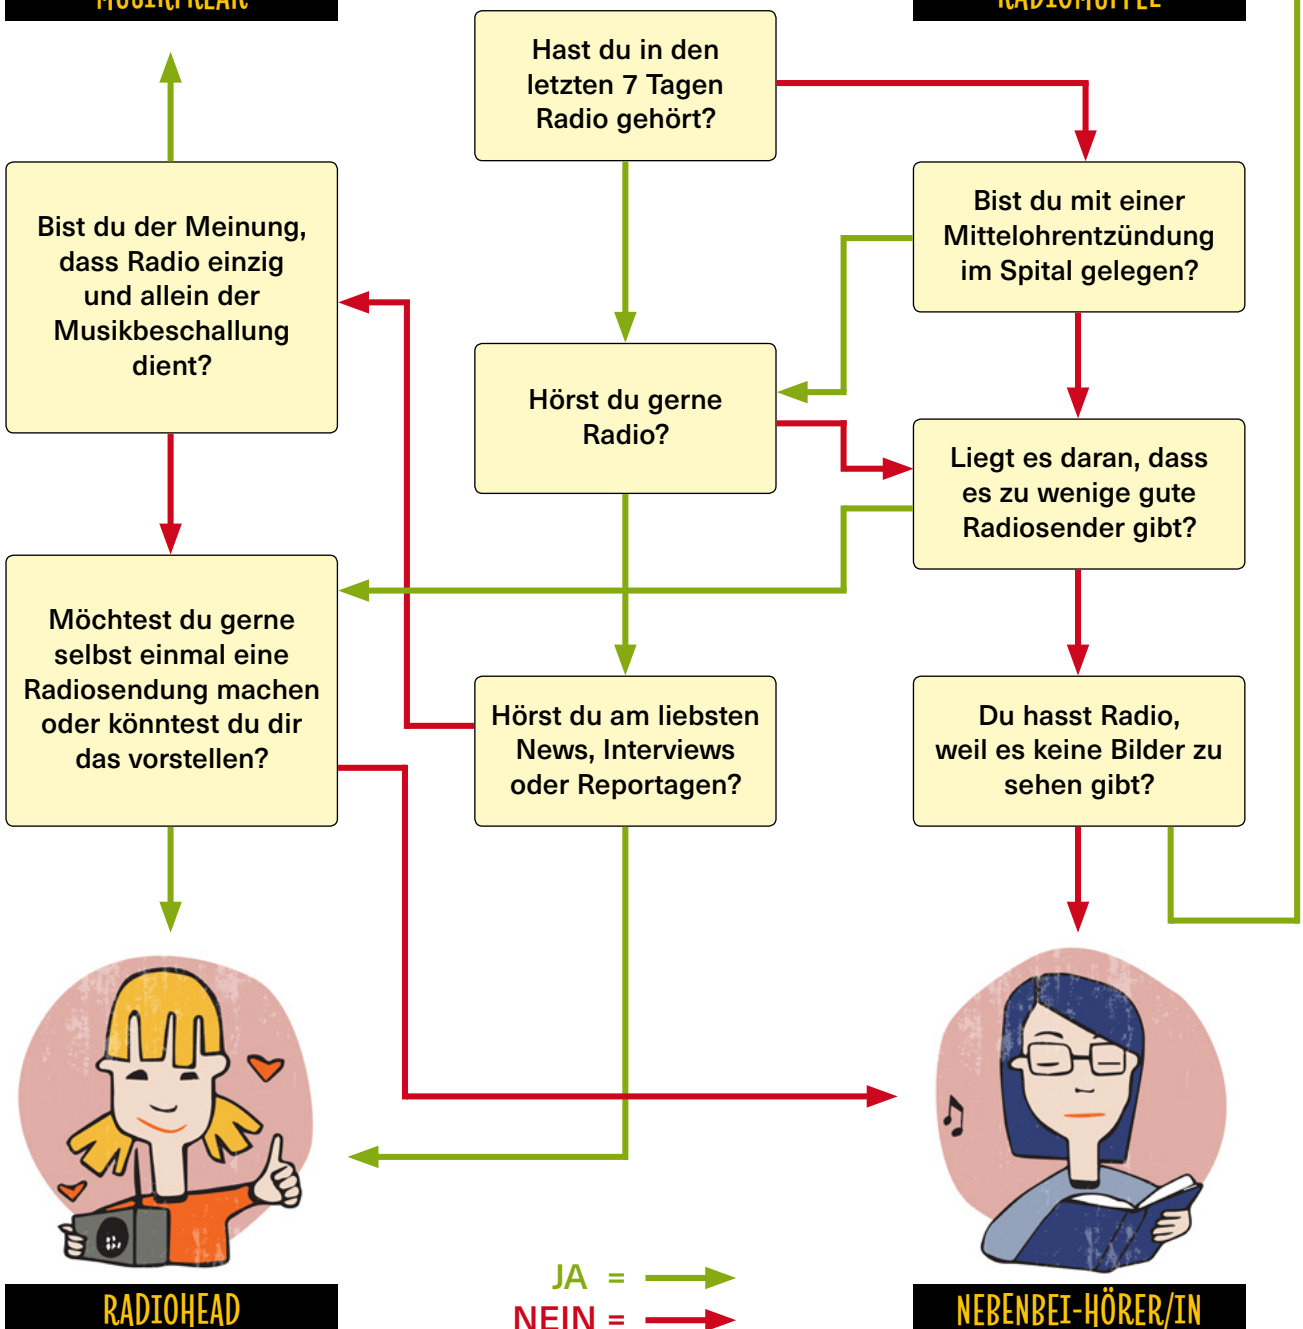 MUSIKFREAK
RADIOMUFFEL
Hast du in den
letzten 7 Tagen
Radio gehört?
Bist du der Meinung,
dass Radio einzig
und allein der
Musikbeschallung
dient?
Bist du mit einer
Mittelohrentzündung
im Spital gelegen?
Hörst du gerne
Radio?
Liegt es daran, dass
es zu wenige gute
Radiosender gibt?
Möchtest du gerne
selbst einmal eine
Radiosendung machen
oder könntest du dir
das vorstellen?
Hörst du am liebsten
News, Interviews
oder Reportagen?
Du hasst Radio,
weil es keine Bilder zu
sehen gibt?
JA =
NEIN =
RADIOHEAD
NEBENBEI-HÖRER/IN